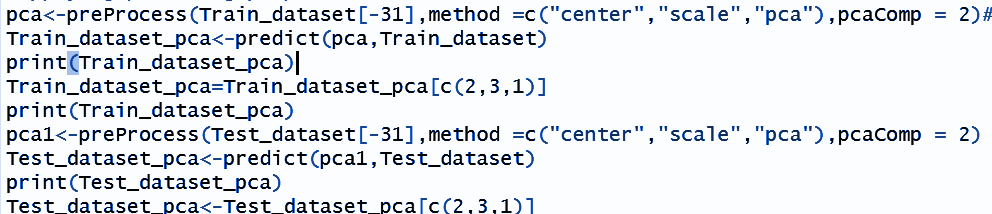 pca<-preProcess(Train_dataset[-31],method =c("center","scale","pca"),pcaComp = 2)#
Train_dataset_pca<-predict(pca,Train_dataset)
print(Train_dataset_pca)
Train_dataset_pca=Train_dataset_pca[c(2,3,1)]
print(Train_dataset_pca)
pca1<-preProcess(Test_dataset[-31],method =c("center","scale","pca"),pcaComp = 2)
Test_dataset_pca<-predict(pca1,Test_dataset)
print(Test_dataset_pca)
Test_dataset_pca<-Test_dataset_pca[c(2,3,1)]